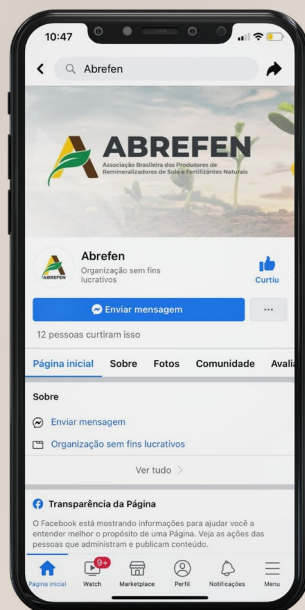 10:47
Abrefen
ABREFEN
Associação Brasileira dos Produtores de
Remineralizadores de Solo e Fertilizantes Naturais
ABREFEN
Abrefen
Organização sem fins
lucrativos
Curtiu
Enviar mensagem
12 pessoas curtiram isso
Página inicial Sobre Fotos Comunidade Avali
Sobre
Enviar mensagem
Organização sem fins lucrativos
Ver tudo
Transparência da Página
O Facebook está mostrando informações para ajudar você a
entender melhor o propósito de uma Página. Veja as ações das
pessoas que administram e publicam conteúdo.
9+
Página inicial Watch Marketplace Perfil Notificações Menu